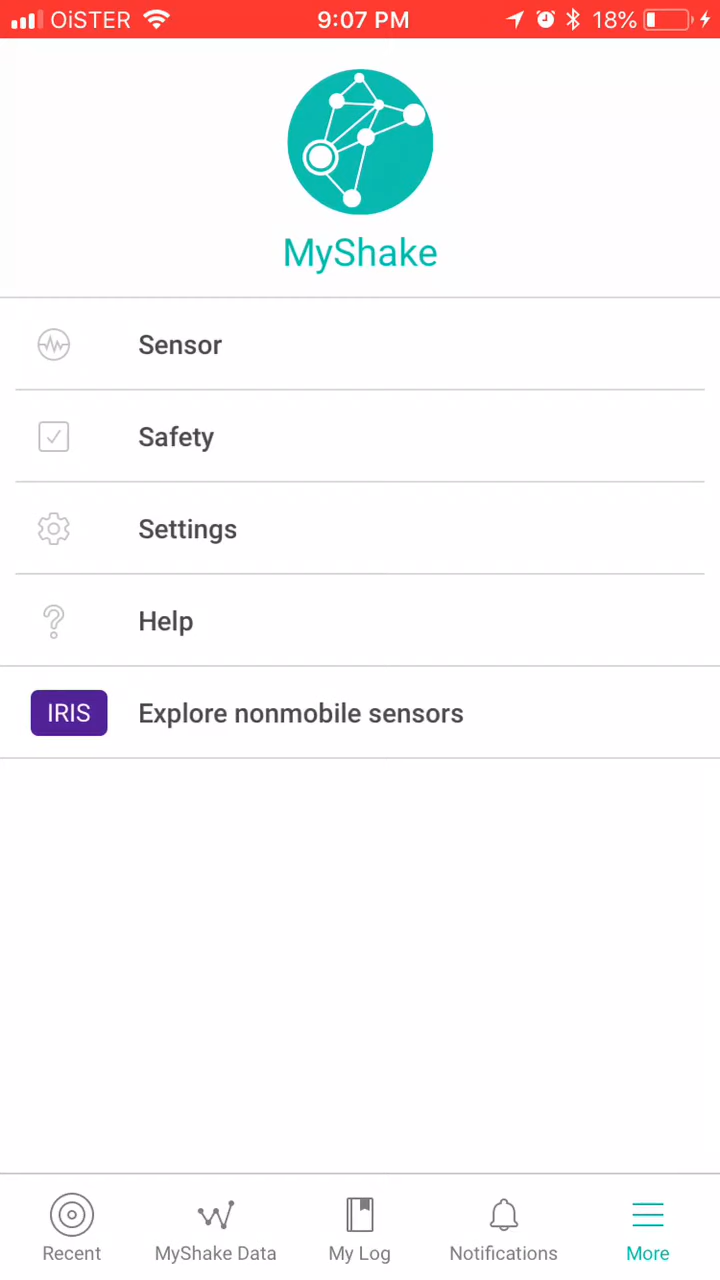 OiSTER 9:07 PM 18%
MyShake
Sensor
Safety
Settings
Help
IRIS Explore nonmobile sensors
Recent MyShake Data My Log Notifications More